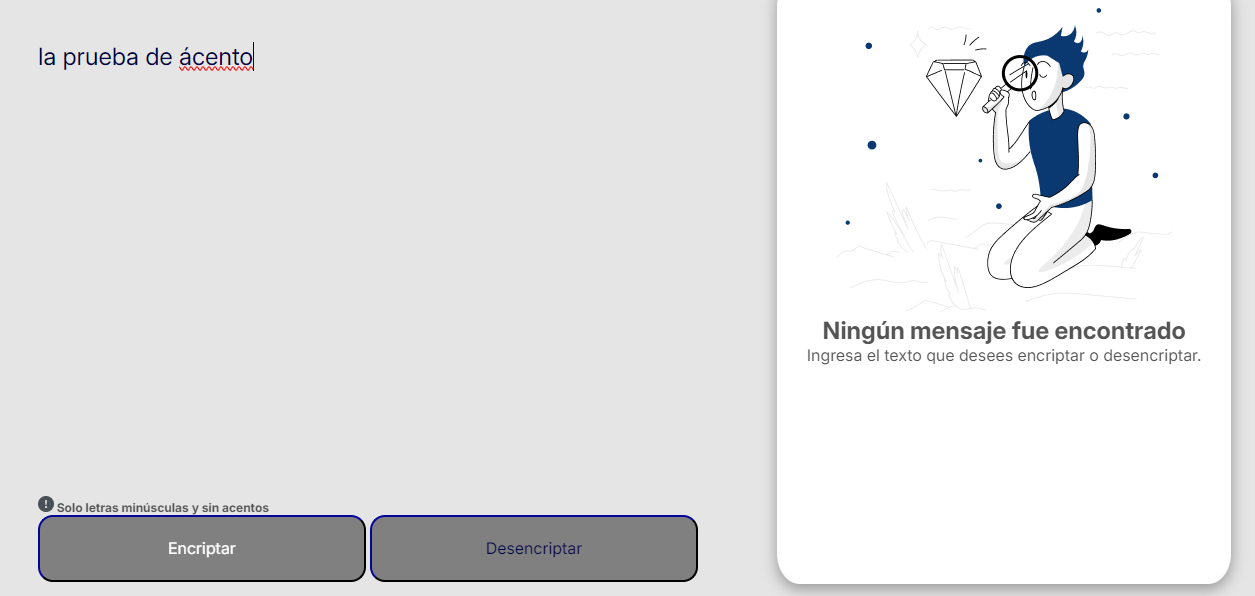 la prueba de ácento
Solo letras minúsculas y sin acentos
Encriptar
Desencriptar
Ningún mensaje fue encontrado
Ingresa el texto que desees encriptar o desencriptar.